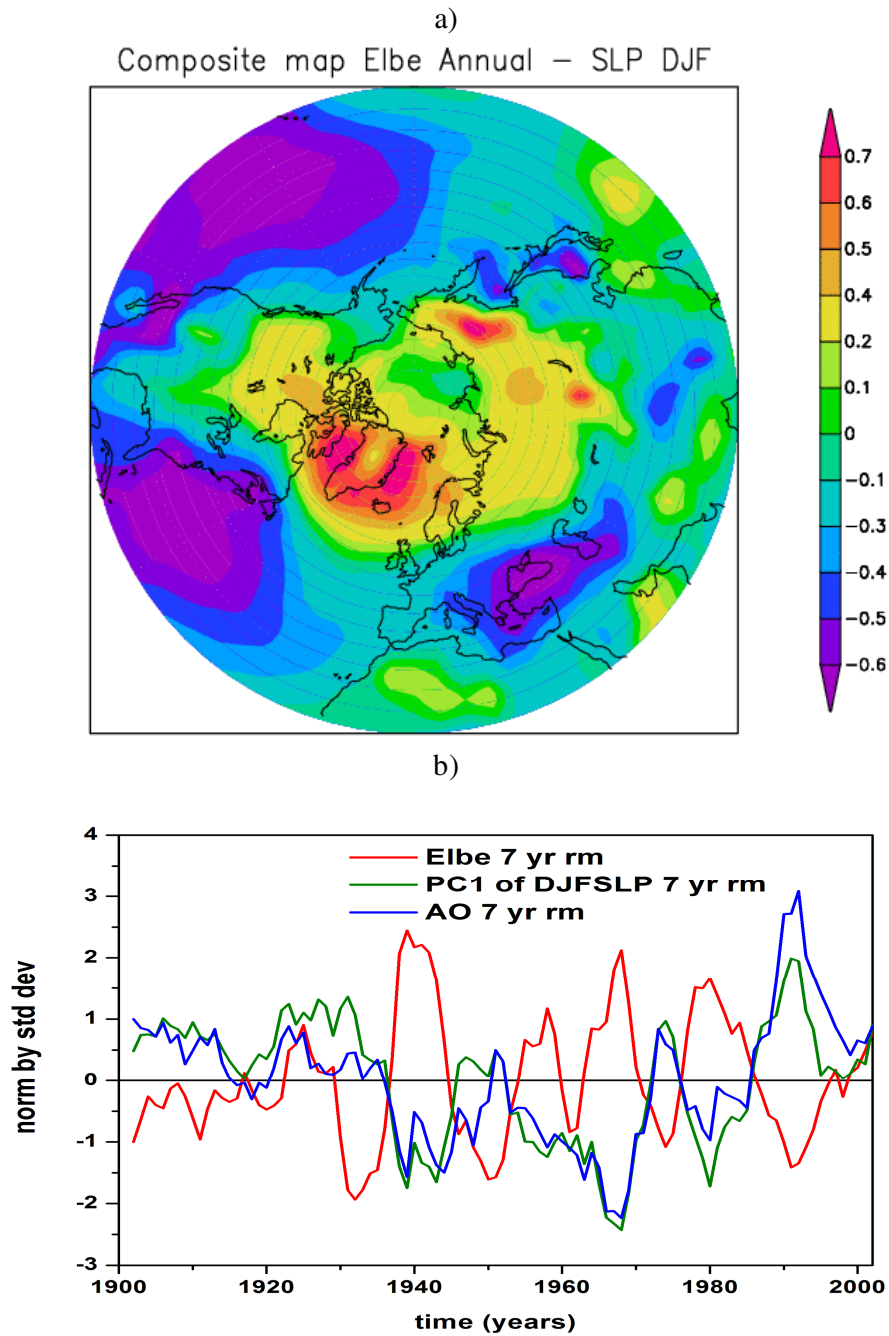 a)
Composite map Elbe Annual – SLP DJF
0.7
0.6
0.5
0.4
0.2
0.1
0
−0.1
−0.3
−0.4
−0.5
−0.6
b)
4
3
2
1
0
-1
-2
-3
norm by std dev
Elbe 7 yr rm
PC1 of DJFSLP 7 yr rm
AO 7 yr rm
1900 1920 1940 1960 1980 2000
time (years)